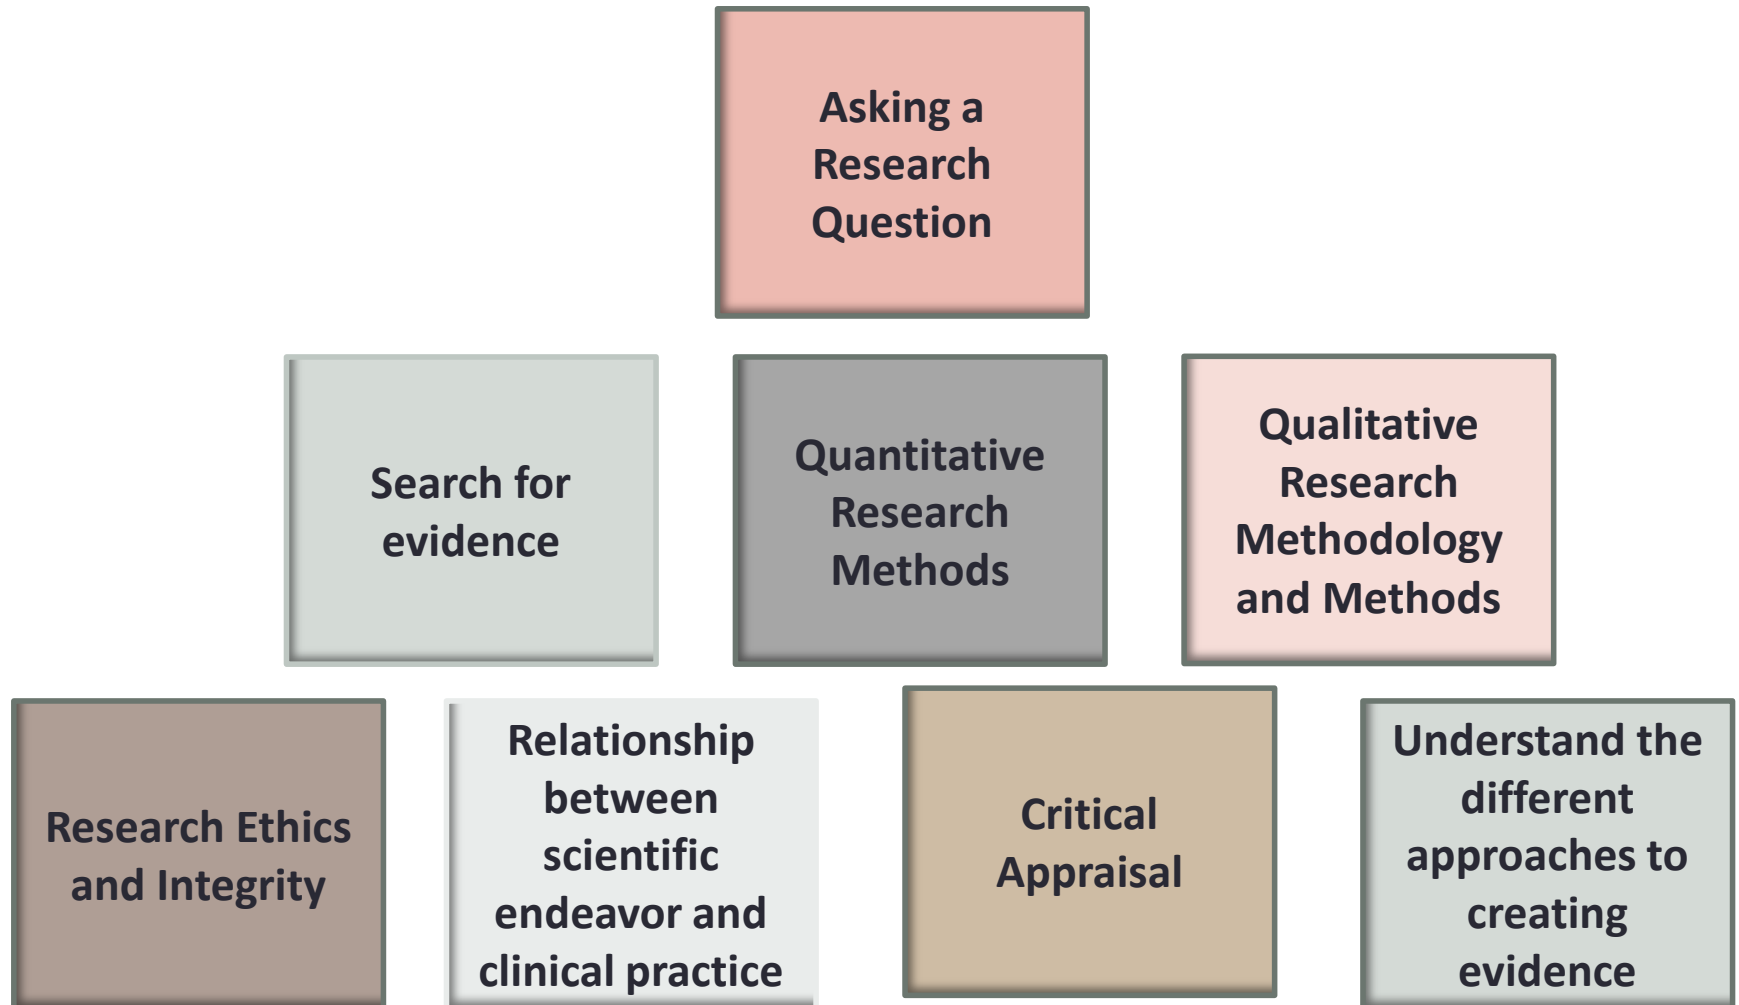 Asking a
Research
Question
Search for
evidence
Quantitative
Research
Methods
Qualitative
Research
Methodology
and Methods
Research Ethics
and Integrity
Relationship
between
scientific
endeavor and
clinical practice
Critical
Appraisal
Understand the
different
approaches to
creating
evidence